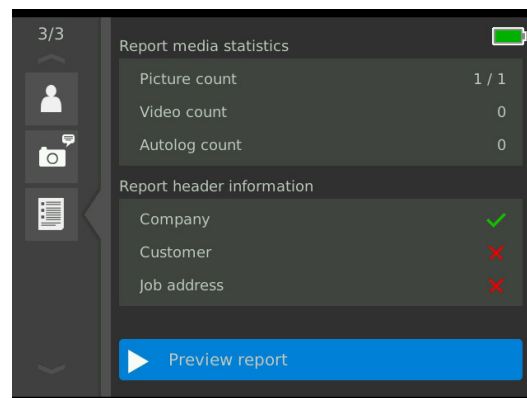 3/3
Report media statistics
Picture count 1 / 1
Video count 0
Autolog count 0
Report header information
Company
Customer
Job address
Preview report